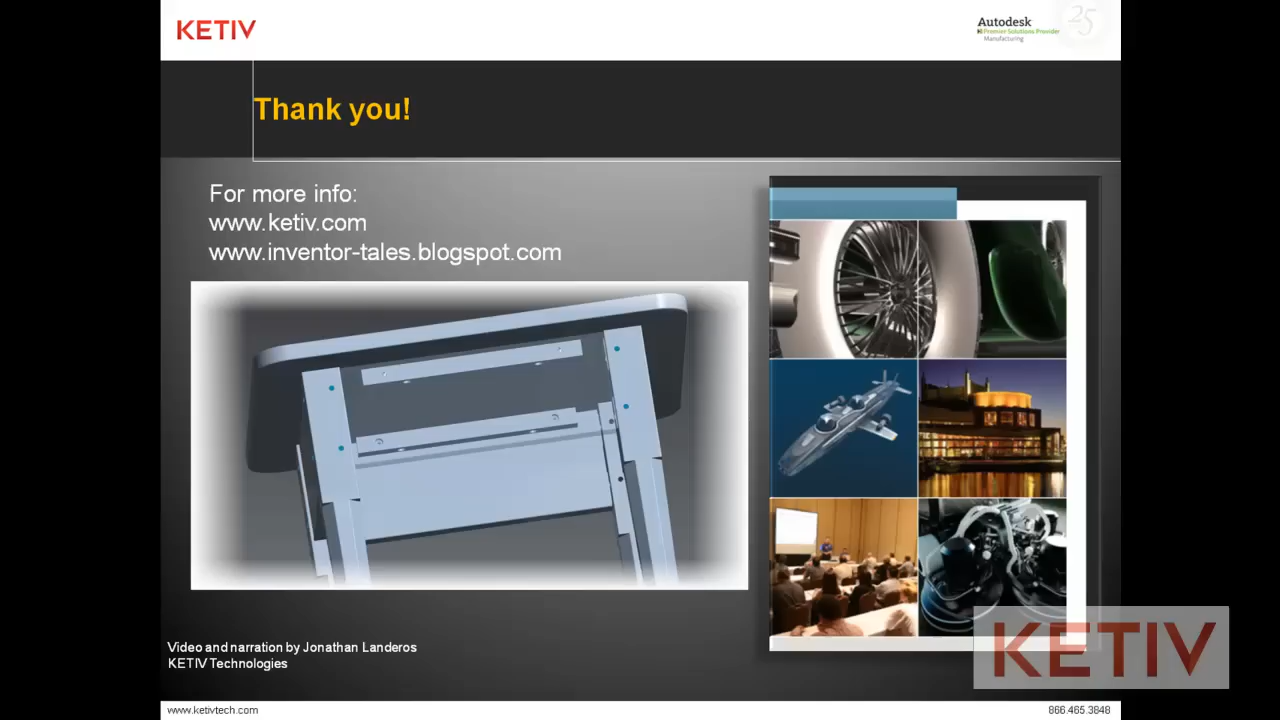 KETIV
Autodesk
Premier Solutions Provider
Manufacturing
25
Thank you!
For more info:
www.ketiv.com
www.inventor-tales.blogspot.com
Video and narration by Jonathan Landeros
KETIV Technologies
KETIV
www.ketivtech.com
866.465.3848